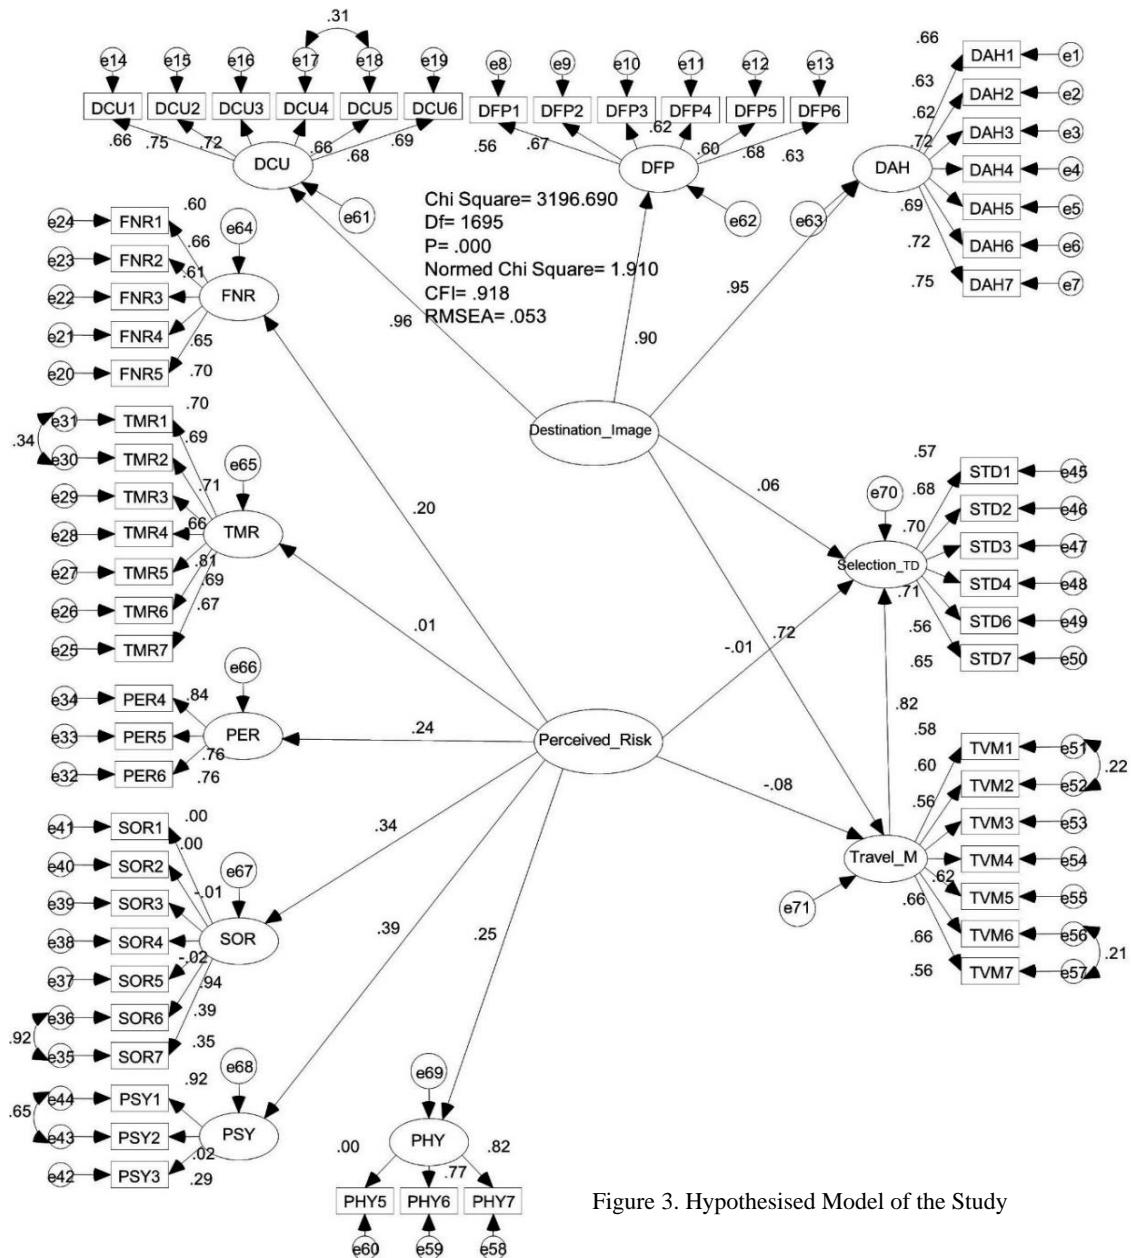 .31
e14 e15 e16 e17 e18 e19
DCU1 DCU2 DCU3 DCU4 DCU5 DCU6
.66 .75 .72 .66 .68 .69
DCU
e61
e8 e9 e10 e11 e12 e13
DFP1 DFP2 DFP3 DFP4 DFP5 DFP6
.56 .67 .62 .60 .68 .63
DFP
e62
.66 DAH1 e1
.63 DAH2 e2
.62 DAH3 e3
.72 DAH4 e4
.69 DAH5 e5
.72 DAH6 e6
.75 DAH7 e7
DAH
e63
Chi Square= 3196.690
Df= 1695
P= .000
Normed Chi Square= 1.910
CFI= .918
RMSEA= .053
.96 .90 .95
e24 FNR1 .60
e23 FNR2 .66
e22 FNR3 .61
e21 FNR4 .65
e20 FNR5 .70
FNR
e64
Destination_Image
.34
e31 TMR1 .70
e30 TMR2 .69
e29 TMR3 .71
e28 TMR4 .66
e27 TMR5 .81
e26 TMR6 .69
e25 TMR7 .67
TMR
e65
.20
.01
.06
e70
Selection_TD
.57 STD1 e45
.68 STD2 e46
.70 STD3 e47
.71 STD4 e48
.56 STD6 e49
.65 STD7 e50
-.01 .72
.82
e34 PER4 .84
e33 PER5 .76
e32 PER6 .76
PER
e66
.24
Perceived_Risk
-.08
.58 TVM1 e51
.60 TVM2 e52 .22
.56 TVM3 e53
TVM4 e54
.62 TVM5 e55
.66 TVM6 e56 .21
.66 TVM7 e57
.56
Travel_M
e71
e41 SOR1 .00
e40 SOR2 .00
e39 SOR3 -.01
e38 SOR4 -.02
e37 SOR5 .94
e36 SOR6 .39
e35 SOR7 .35
.92
SOR
e67
.34
.39
.25
e44 PSY1 .92
e43 PSY2 .02
e42 PSY3 .29
.65
PSY
e68
e69
PHY
.00 .77 .82
PHY5 PHY6 PHY7
e60 e59 e58
Figure 3. Hypothesised Model of the Study